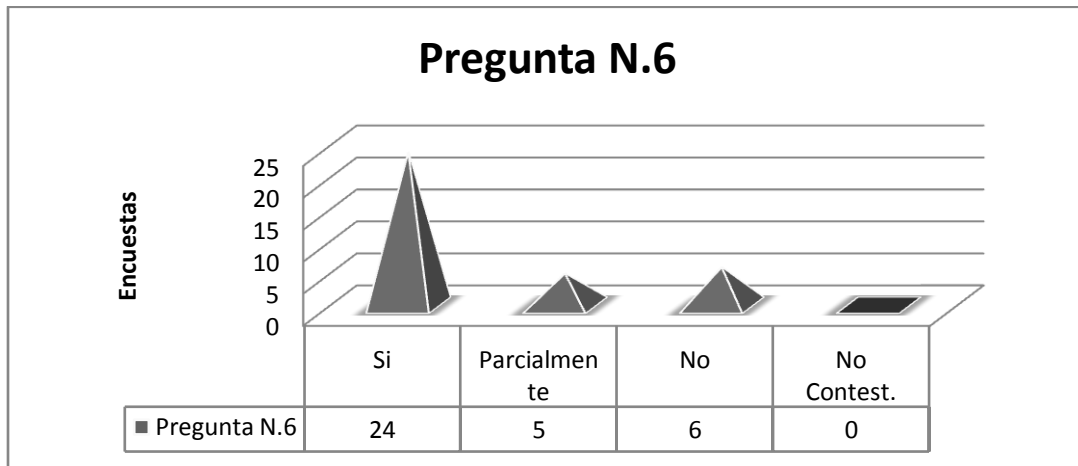 Pregunta N.6
Encuestas
25
20
15
10
5
0
Si Parcialmen No No
te Contest.
Pregunta N.6 24 5 6 0